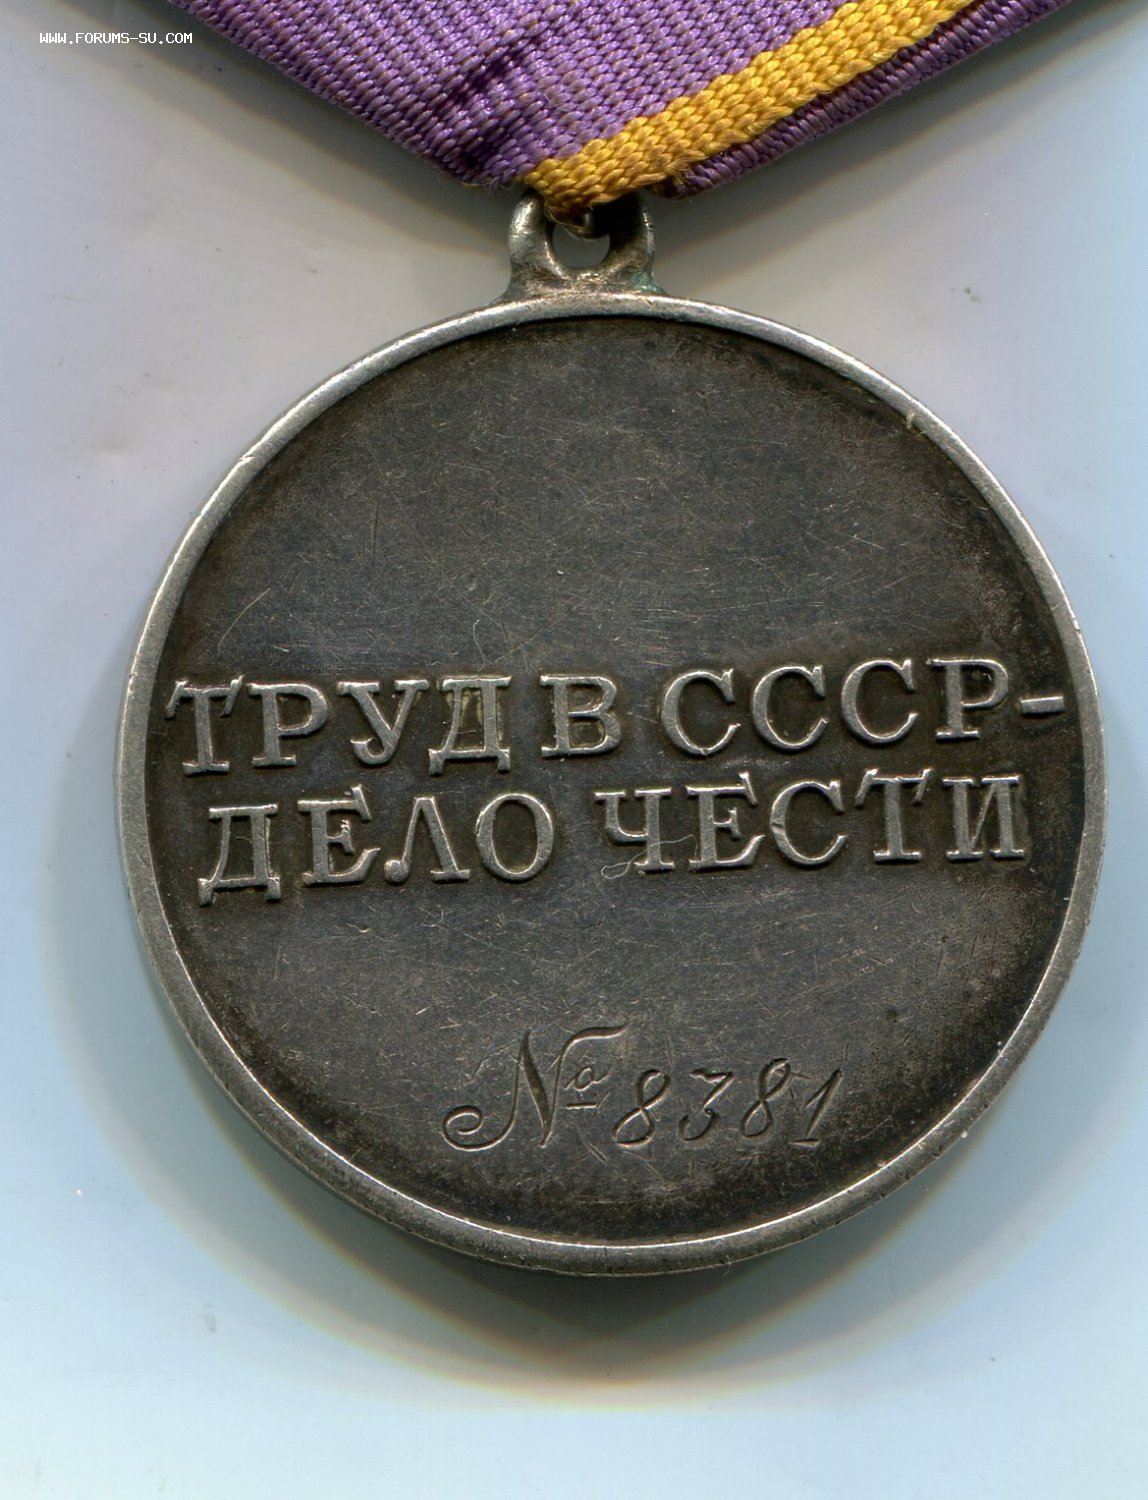 WWW.FORUMS-SU.COM
ТРУД В СССР-
ДЕЛО ЧЕСТИ
№ 8381